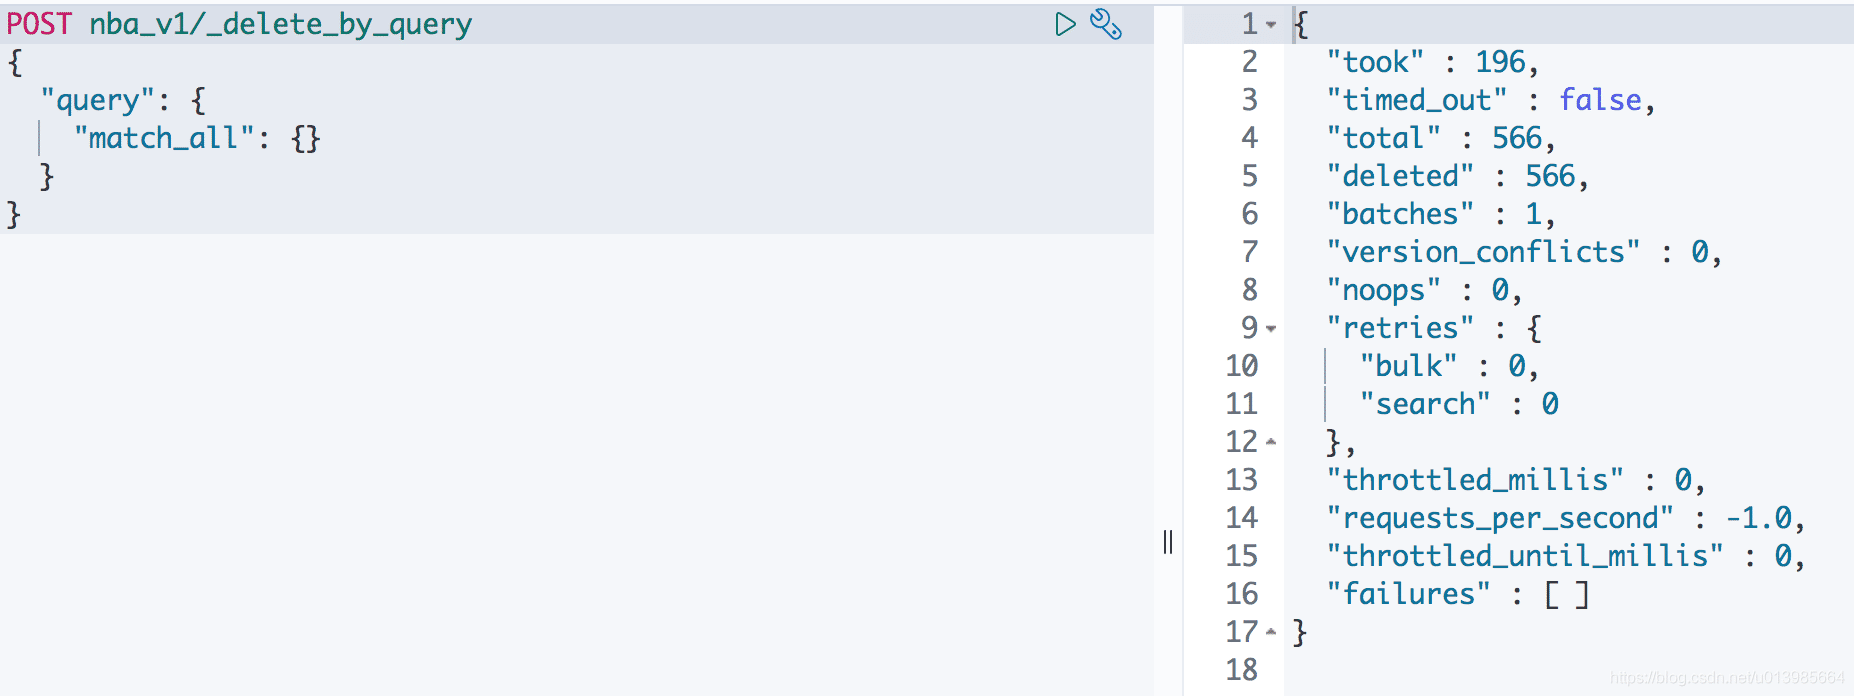 POST nba_v1/_delete_by_query
{
  "query": {
    "match_all": {}
  }
}
1 {
2 "took" : 196,
3 "timed_out" : false,
4 "total" : 566,
5 "deleted" : 566,
6 "batches" : 1,
7 "version_conflicts" : 0,
8 "noops" : 0,
9 "retries" : {
10 "bulk" : 0,
11 "search" : 0
12 },
13 "throttled_millis" : 0,
14 "requests_per_second" : -1.0,
15 "throttled_until_millis" : 0,
16 "failures" : [ ]
17 }
18
https://blog.csdn.net/u013985664